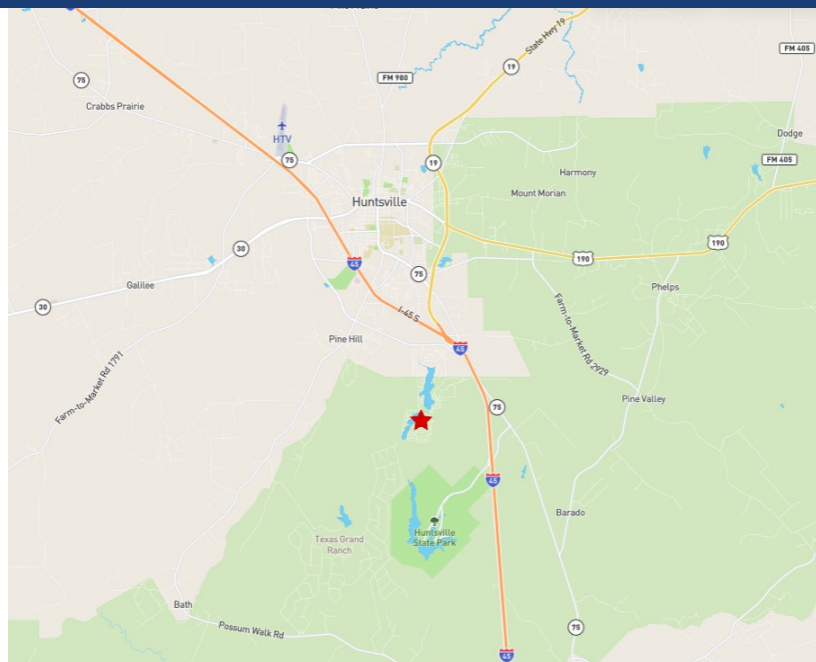 State Hwy 19
FM 405
75
19
FM 980
Crabbs Prairie
HTV
75
Dodge
19
FM 405
Harmony
Mount Morian
Huntsville
30
190
190
45
75
Galilee
Phelps
30
I-45 S
Farm-to-Market Rd 2929
Pine Hill
45
Farm-to-Market Rd 1791
Pine Valley
75
45
Barado
Texas Grand
Ranch
Huntsville
State Park
Bath
Possum Walk Rd
75
45